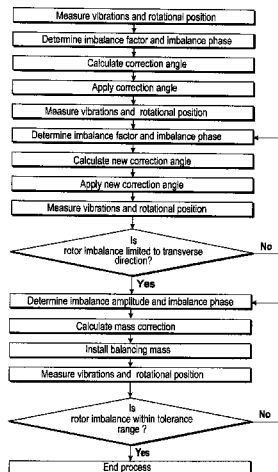 Measure vibrations and rotational position
Determine imbalance factor and imbalance phase
Calculate correction angle
Apply correction angle
Measure vibrations and rotational position
Determine imbalance factor and imbalance phase
Calculate new correction angle
Apply new correction angle
Measure vibrations and rotational position
Is
rotor imbalance limited to transverse
direction?
No
Yes
Determine imbalance amplitude and imbalance phase
Calculate mass correction
Install balancing mass
Measure vibrations and rotational position
Is
rotor imbalance within tolerance
range ?
No
Yes
End process